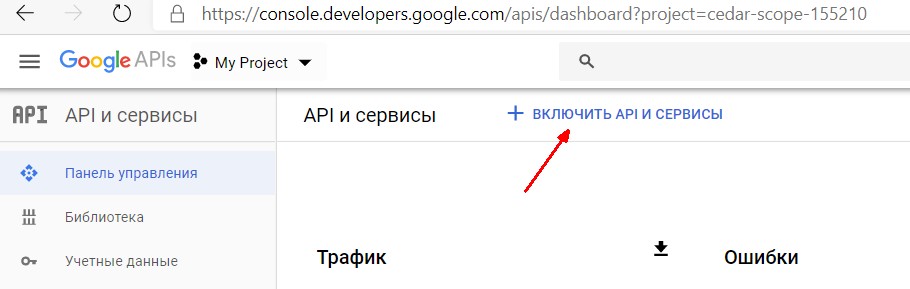 https://console.developers.google.com/apis/dashboard?project=cedar-scope-155210
Google APIs My Project
API API и сервисы
API и сервисы + ВКЛЮЧИТЬ API И СЕРВИСЫ
Панель управления
Библиотека
Учетные данные
Трафик Ошибки